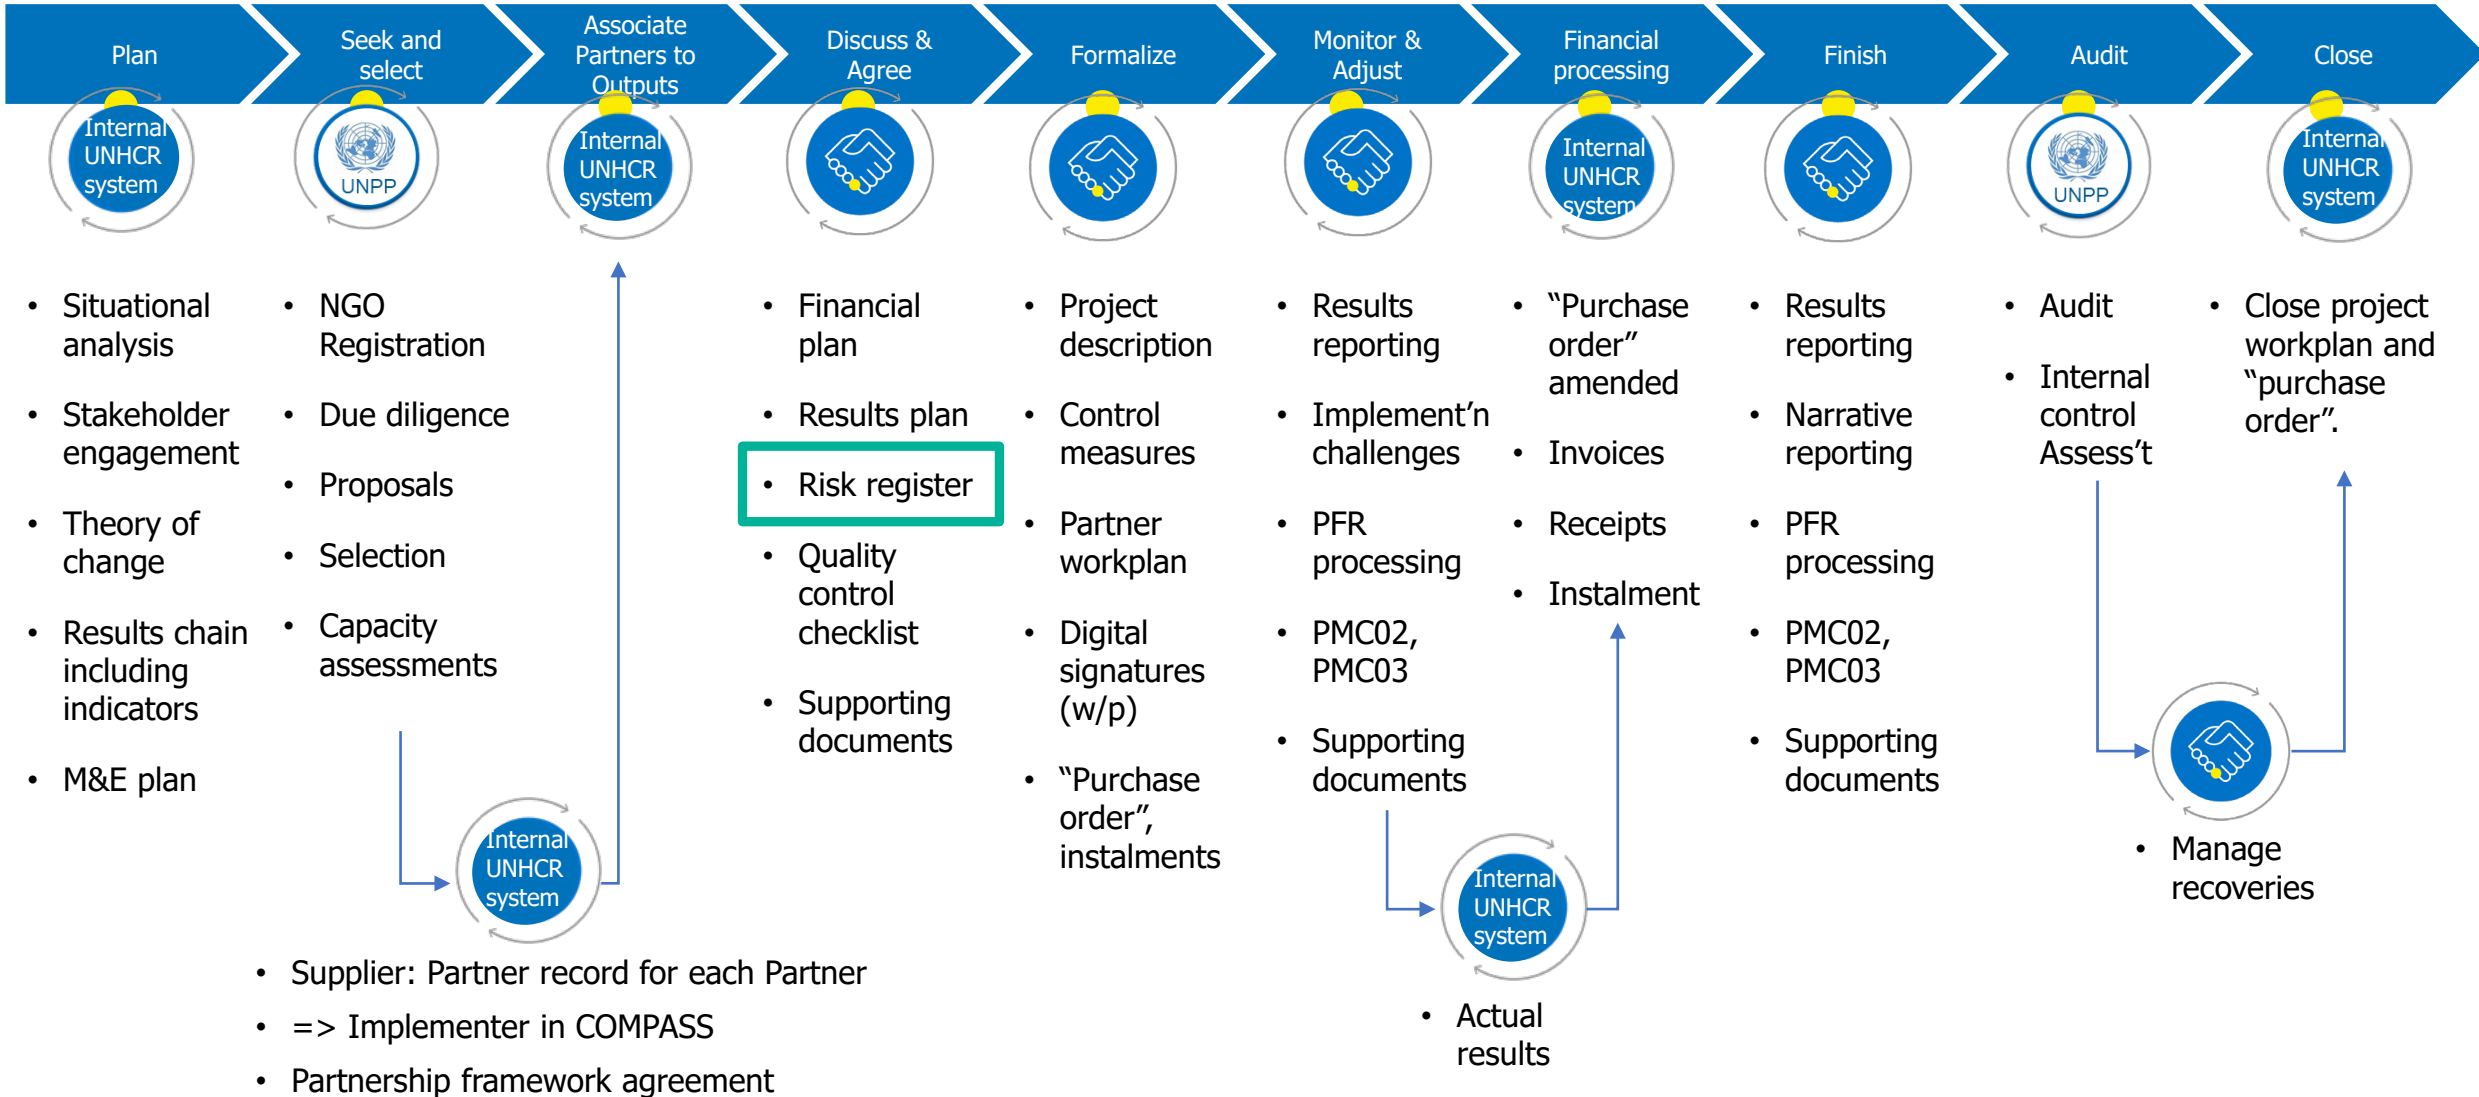 Plan
Seek and
select
Associate
Partners to
Outputs
Discuss &
Agree
Formalize
Monitor &
Adjust
Financial
processing
Finish
Audit
Close
Internal
UNHCR
system
UNPP
Internal
UNHCR
system
Internal
UNHCR
system
UNPP
Internal
UNHCR
system
• Situational
analysis
• Stakeholder
engagement
• Theory of
change
• Results chain
including
indicators
• M&E plan
• NGO
Registration
• Due diligence
• Proposals
• Selection
• Capacity
assessments
Internal
UNHCR
system
• Supplier: Partner record for each Partner
• => Implementer in COMPASS
• Partnership framework agreement
• Financial
plan
• Results plan
• Risk register
• Quality
control
checklist
• Supporting
documents
• Project
description
• Control
measures
• Partner
workplan
• Digital
signatures
(w/p)
• “Purchase
order”,
instalments
• Results
reporting
• Implement’n
challenges
• PFR
processing
• PMC02,
PMC03
• Supporting
documents
Internal
UNHCR
system
• Actual
results
• “Purchase
order”
amended
• Invoices
• Receipts
• Instalment
• Results
reporting
• Narrative
reporting
• PFR
processing
• PMC02,
PMC03
• Supporting
documents
• Audit
• Internal
control
Assess’t
• Manage
recoveries
• Close project
workplan and
“purchase
order”.